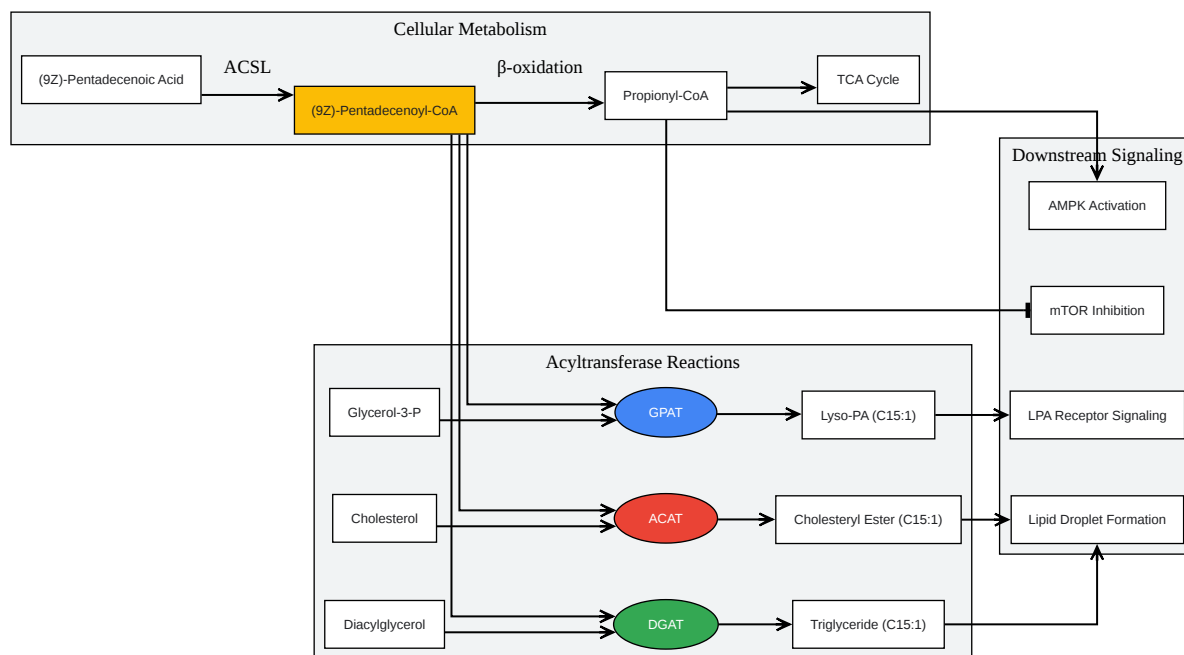 Cellular Metabolism
(9Z)-Pentadecenoic Acid
ACSL
(9Z)-Pentadecenoyl-CoA
β-oxidation
Propionyl-CoA
TCA Cycle
Downstream Signaling
AMPK Activation
mTOR Inhibition
Acyltransferase Reactions
Glycerol-3-P
GPAT
Lyso-PA (C15:1)
LPA Receptor Signaling
Cholesterol
ACAT
Cholesteryl Ester (C15:1)
Lipid Droplet Formation
Diacylglycerol
DGAT
Triglyceride (C15:1)